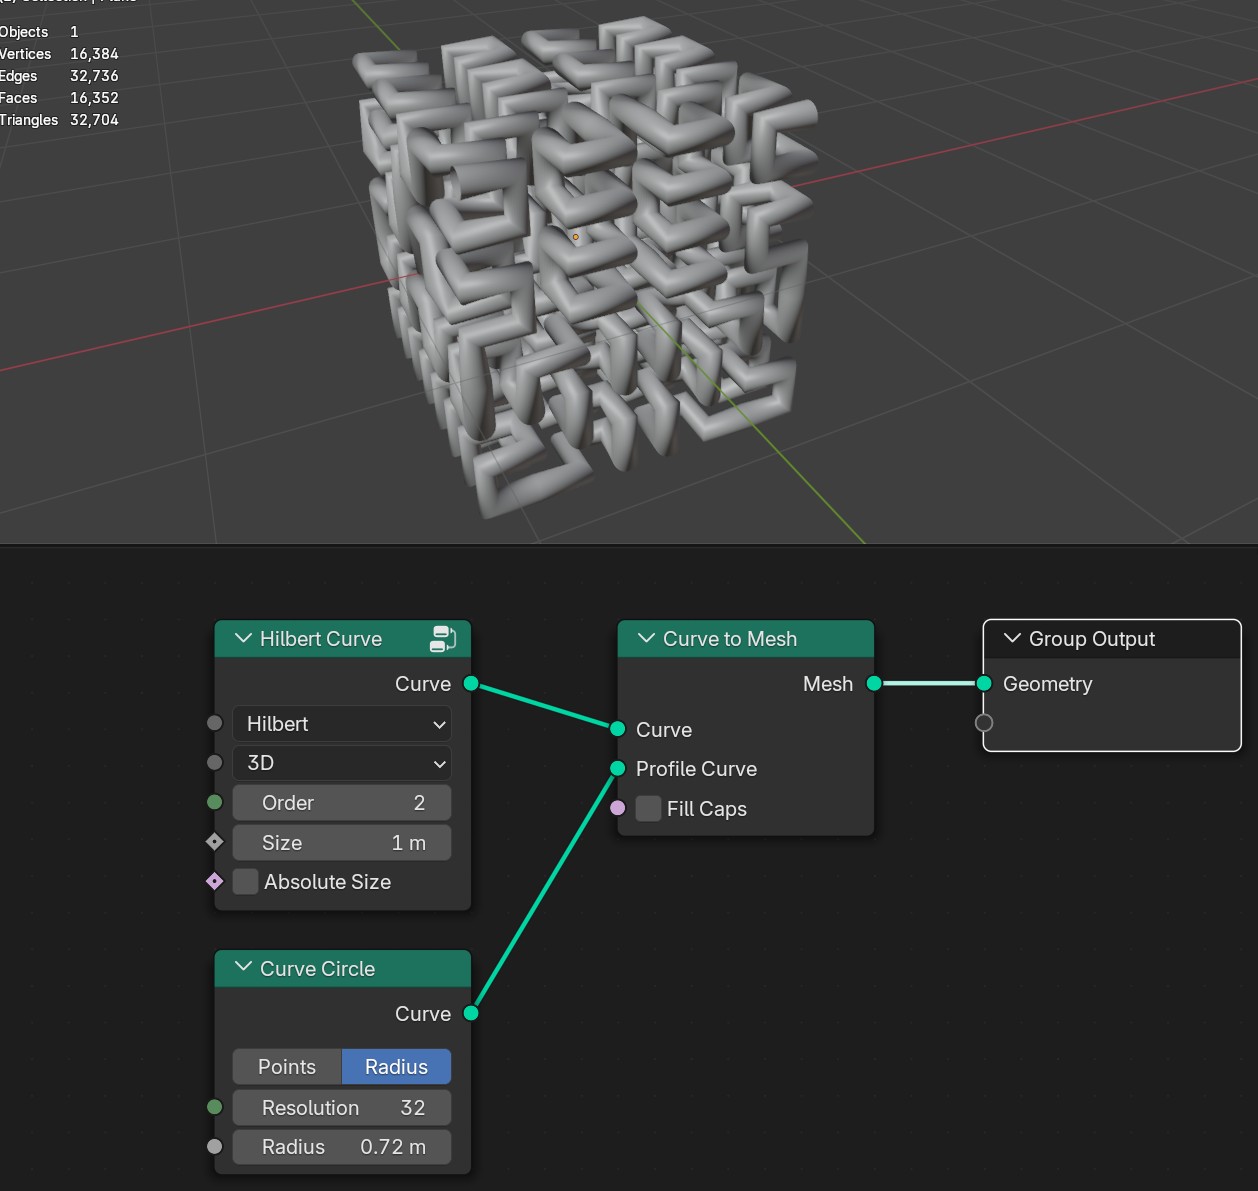 Objects 1
Vertices 16,384
Edges 32,736
Faces 16,352
Triangles 32,704
Hilbert Curve
Curve
Hilbert
3D
Order 2
Size 1 m
Absolute Size
Curve Circle
Curve
Points Radius
Resolution 32
Radius 0.72 m
Curve to Mesh
Mesh
Curve
Profile Curve
Fill Caps
Group Output
Geometry